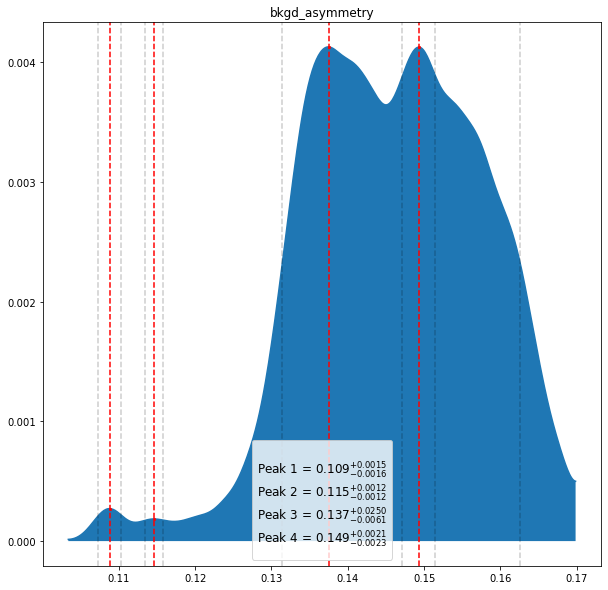 bkgd_asymmetry
0.004
0.003
0.002
0.001
0.000
Peak 1 = 0.109^{+0.0015}_{−0.0016}
Peak 2 = 0.115^{+0.0012}_{−0.0012}
Peak 3 = 0.137^{+0.0250}_{−0.0061}
Peak 4 = 0.149^{+0.0021}_{−0.0023}
0.11 0.12 0.13 0.14 0.15 0.16 0.17